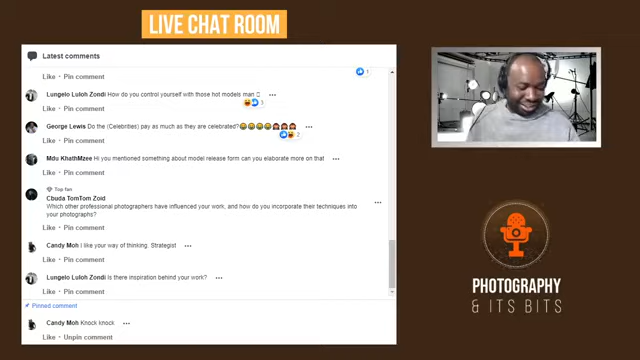 LIVE CHAT ROOM
Latest comments
1
Like • Pin comment
Lungelo Luloh Zondi How do you control yourself with those hot models man
3
Like • Pin comment
George Lewis Do the (Celebrities) pay as much as they are celebrated?
2
Like • Pin comment
Mdu KhathMzee Hi you mentioned something about model release form can you elaborate more on that
Like • Pin comment
Top fan
Cbuda TomTom Zoid
Which other professional photographers have influenced your work, and how do you incorporate their techniques into
your photographs?
Like • Pin comment
Candy Moh I like your way of thinking, Strategist
Like • Pin comment
Lungelo Luloh Zondi Is there inspiration behind your work?
Like • Pin comment
Pinned comment
Candy Moh Knock knock
Like • Unpin comment
PHOTOGRAPHY
& ITS BITS